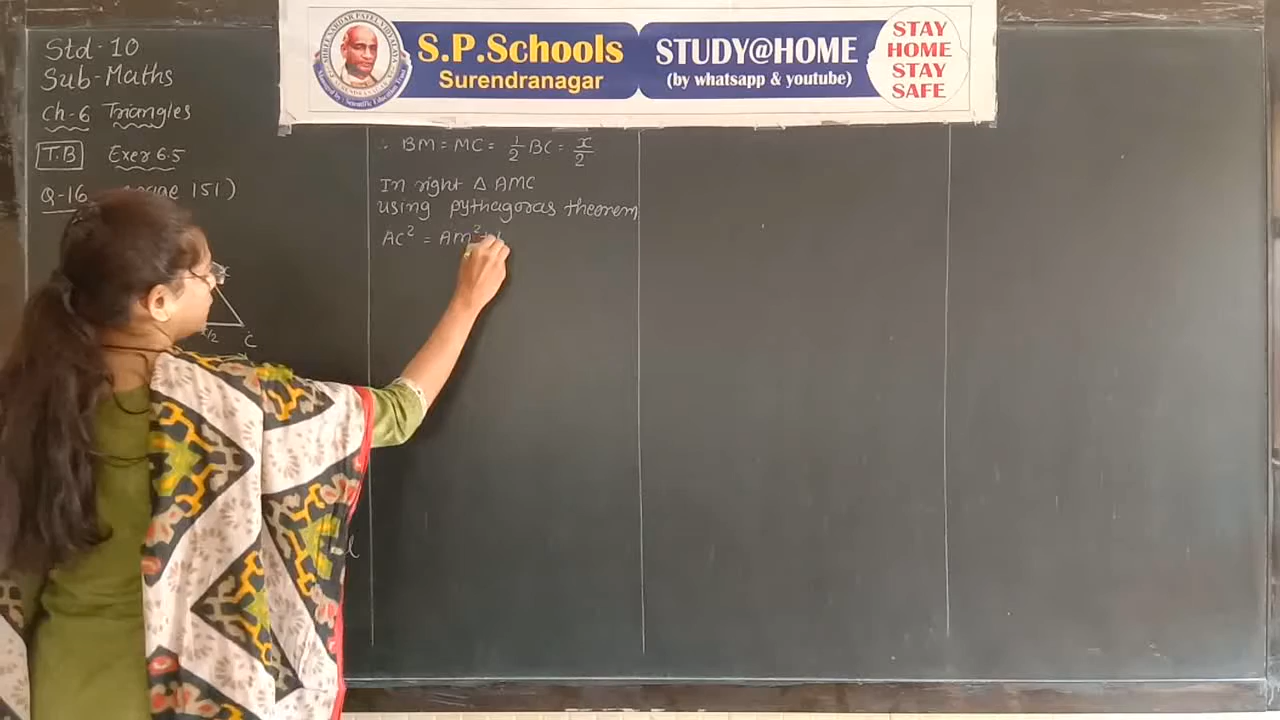 S.P.Schools
Surendranagar
STUDY@HOME
(by whatsapp & youtube)
STAY
HOME
STAY
SAFE
Std-10
Sub-Maths
Ch-6 Triangles
T.B Exer 6.5
Q-16 151)
x
x/2 C
∴ BM = MC = 1/2 BC = x/2
In right △ AMC
using pythagoras theorem
AC² = AM² +